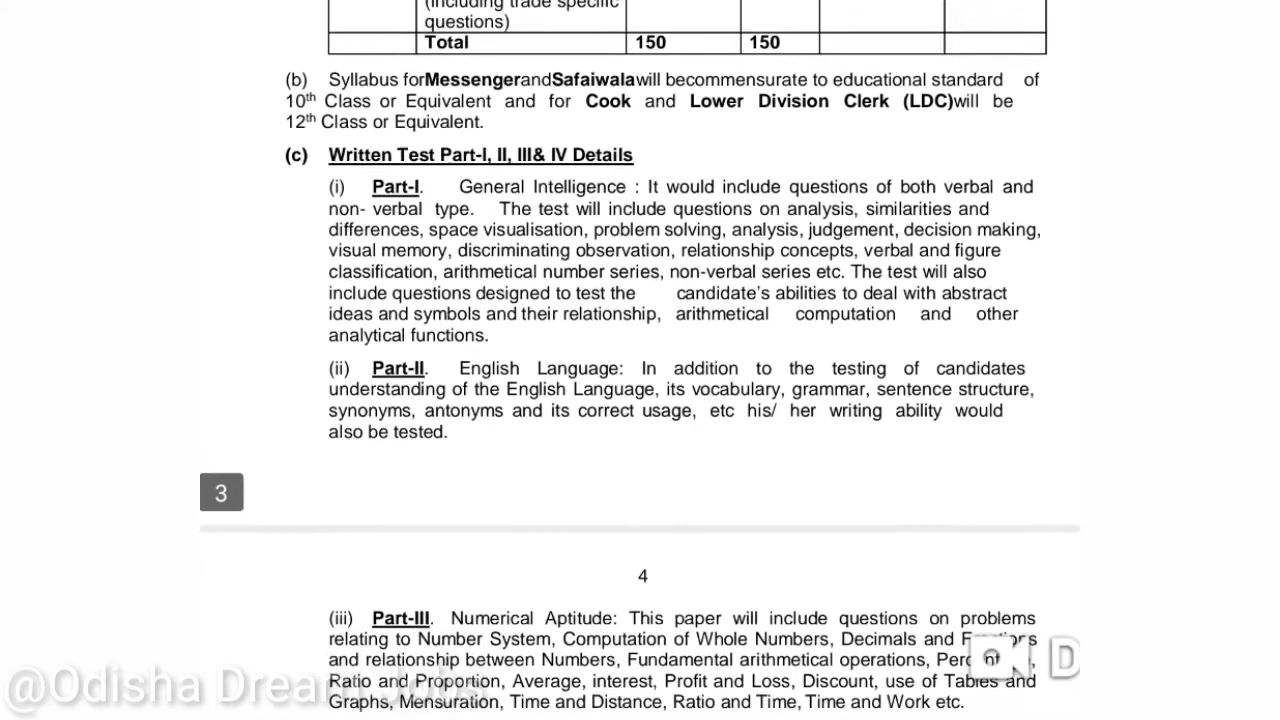 (including trade specific
questions)
Total 150 150
(b) Syllabus forMessengerandSafaiwalawill becommensurate to educational standard of
10th Class or Equivalent and for Cook and Lower Division Clerk (LDC)will be
12th Class or Equivalent.
(c) Written Test Part-I, II, III& IV Details
(i) Part-I. General Intelligence : It would include questions of both verbal and
non- verbal type. The test will include questions on analysis, similarities and
differences, space visualisation, problem solving, analysis, judgement, decision making,
visual memory, discriminating observation, relationship concepts, verbal and figure
classification, arithmetical number series, non-verbal series etc. The test will also
include questions designed to test the candidate's abilities to deal with abstract
ideas and symbols and their relationship, arithmetical computation and other
analytical functions.
(ii) Part-II. English Language: In addition to the testing of candidates
understanding of the English Language, its vocabulary, grammar, sentence structure,
synonyms, antonyms and its correct usage, etc his/ her writing ability would
also be tested.
3
4
(iii) Part-III. Numerical Aptitude: This paper will include questions on problems
relating to Number System, Computation of Whole Numbers, Decimals and
and relationship between Numbers, Fundamental arithmetical operations,
Ratio and Proportion, Average, interest, Profit and Loss, Discount, use of Tables and
Graphs, Mensuration, Time and Distance, Ratio and Time, Time and Work etc.
@Odisha Dream Jobs